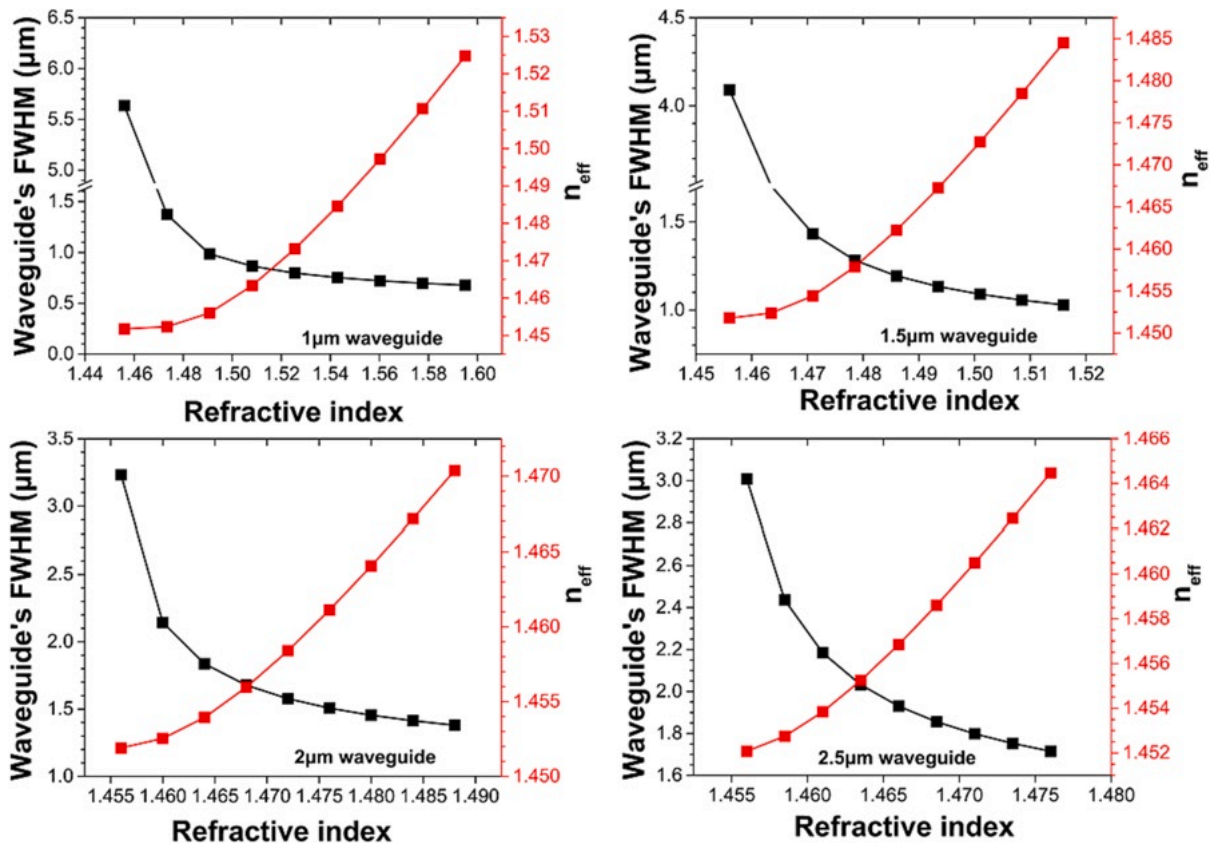 Waveguide's FWHM (µm)
6.5
6.0
5.5
5.0
1.5
1.0
0.5
0.0
1.44 1.46 1.48 1.50 1.52 1.54 1.56 1.58 1.60
Refractive index
1µm waveguide
1.53
1.52
1.51
1.50
1.49
1.48
1.47
1.46
1.45
neff
Waveguide's FWHM (µm)
4.5
4.0
1.5
1.0
1.45 1.46 1.47 1.48 1.49 1.50 1.51 1.52
Refractive index
1.5µm waveguide
1.485
1.480
1.475
1.470
1.465
1.460
1.455
1.450
neff
Waveguide's FWHM (µm)
3.5
3.0
2.5
2.0
1.5
1.0
1.455 1.460 1.465 1.470 1.475 1.480 1.485 1.490
Refractive index
2µm waveguide
1.470
1.465
1.460
1.455
1.450
neff
Waveguide's FWHM (µm)
3.2
3.0
2.8
2.6
2.4
2.2
2.0
1.8
1.6
1.455 1.460 1.465 1.470 1.475 1.480
Refractive index
2.5µm waveguide
1.466
1.464
1.462
1.460
1.458
1.456
1.454
1.452
neff